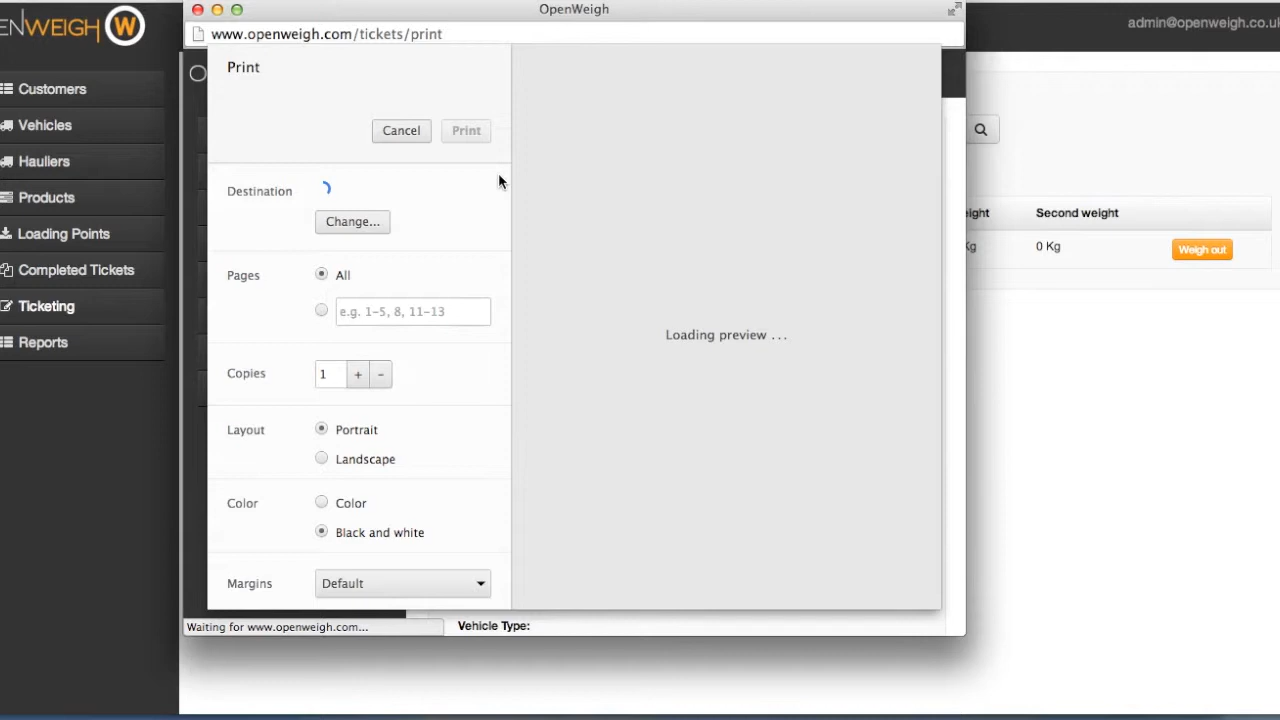 OpenWeigh
www.openweigh.com/tickets/print
ENWEIGH W
admin@openweigh.co.uk
Customers
Vehicles
Hauliers
Products
Loading Points
Completed Tickets
Ticketing
Reports
Print
Cancel
Print
Destination
Change...
Pages
All
e.g. 1-5, 8, 11-13
Copies
1
+
-
Layout
Portrait
Landscape
Color
Color
Black and white
Margins
Default
Loading preview ...
Waiting for www.openweigh.com...
Vehicle Type:
eight
Second weight
Kg
0 Kg
Weigh out